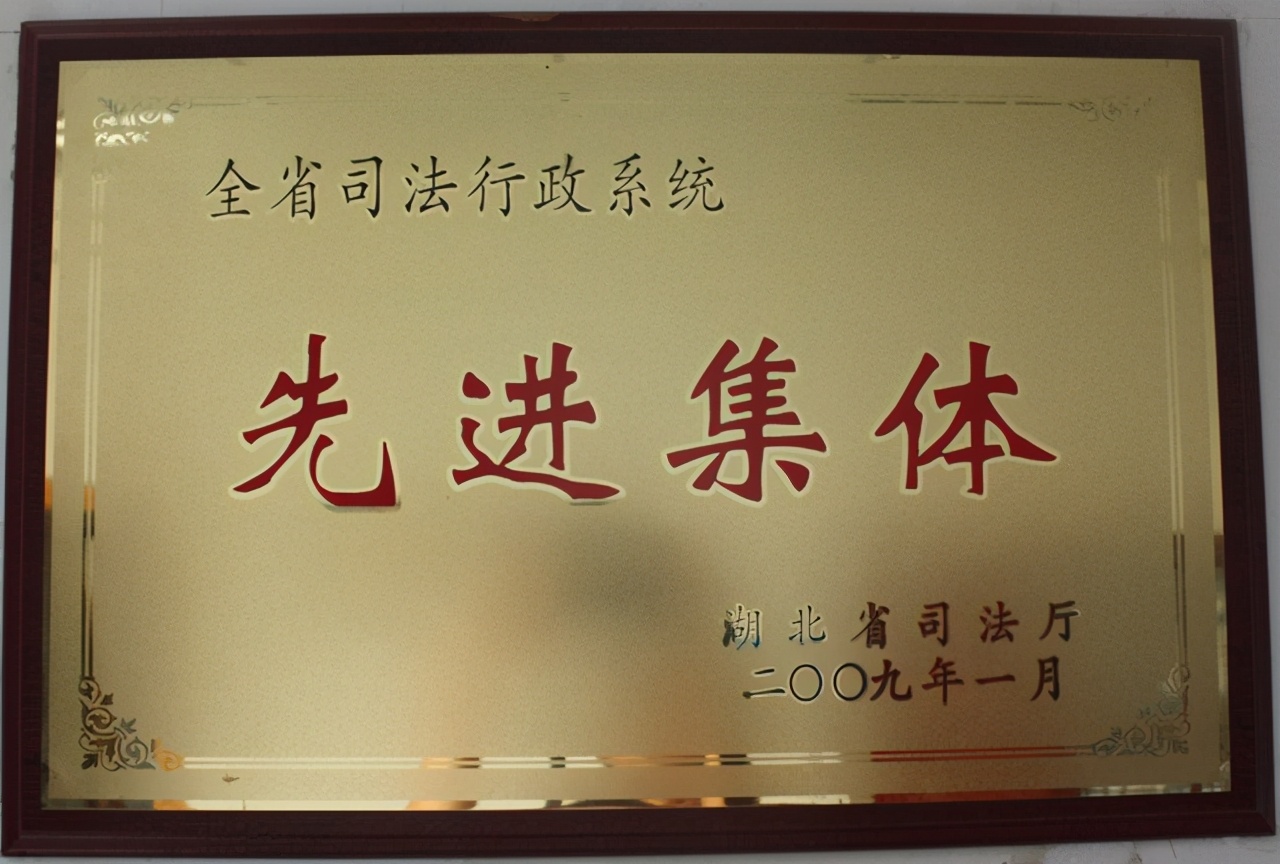 全省司法行政系统
先进集体
湖北省司法厅
二〇〇九年一月